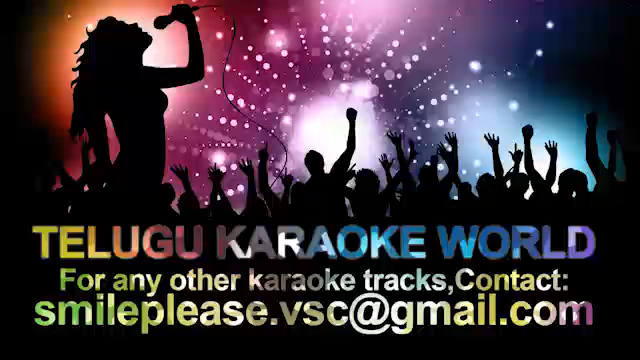 TELUGU KARAOKE WORLD
For any other karaoke tracks,Contact:
smileplease.vsc@gmail.com